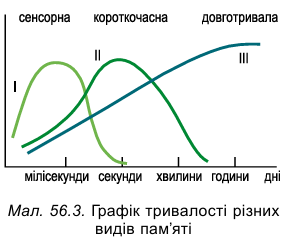 сенсорна короткочасна довготривала
I II III
мілісекунди секунди хвилини години дні
Мал. 56.3. Графік тривалості різних
видів пам’яті